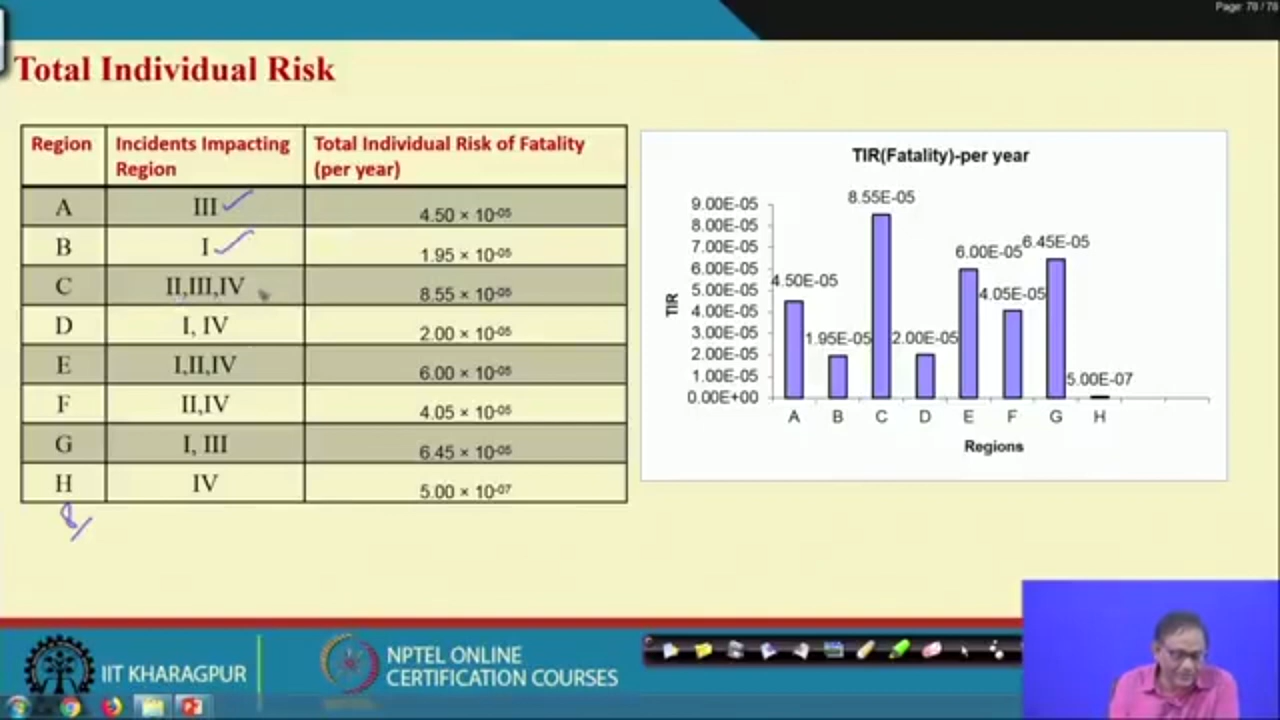 Page: 78 / 78
Total Individual Risk
Region Incidents Impacting Region Total Individual Risk of Fatality (per year)
A III 4.50 × 10-05
B I 1.95 × 10-05
C II,III,IV 8.55 × 10-05
D I, IV 2.00 × 10-05
E I,II,IV 6.00 × 10-05
F II,IV 4.05 × 10-05
G I, III 6.45 × 10-05
H IV 5.00 × 10-07
8/
TIR(Fatality)-per year
9.00E-05
8.00E-05
7.00E-05
6.00E-05
5.00E-05
4.00E-05
3.00E-05
2.00E-05
1.00E-05
0.00E+00
TIR
4.50E-05
1.95E-05
8.55E-05
2.00E-05
6.00E-05
4.05E-05
6.45E-05
5.00E-07
A B C D E F G H
Regions
IIT KHARAGPUR
NPTEL ONLINE
CERTIFICATION COURSES